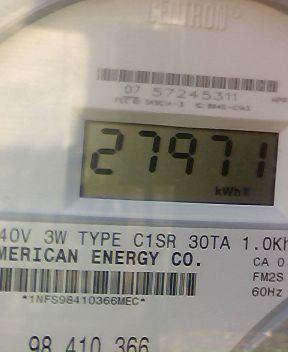 CENTRON®
07 57245311
27971
kWh
40V 3W TYPE C1SR 30TA 1.0Kh
MERICAN ENERGY CO.
CA 0
FM2S
60Hz
*1NFS98410366MEC*
98 410 366